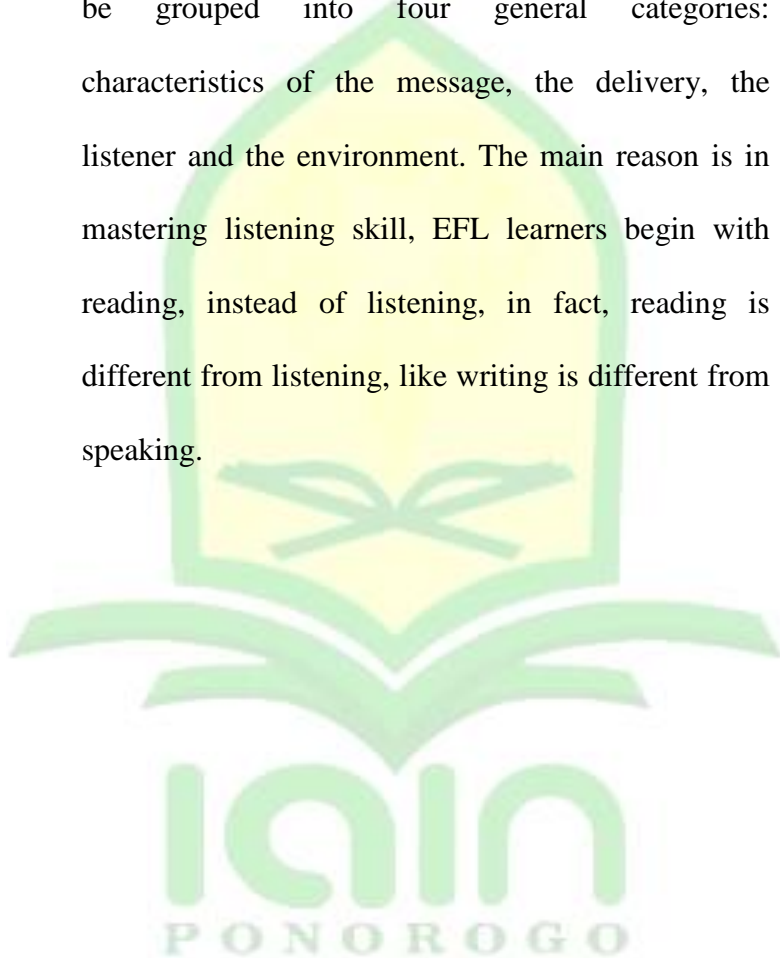 be grouped into four general categories:
characteristics of the message, the delivery, the
listener and the environment. The main reason is in
mastering listening skill, EFL learners begin with
reading, instead of listening, in fact, reading is
different from listening, like writing is different from
speaking.
iain
PONOROGO